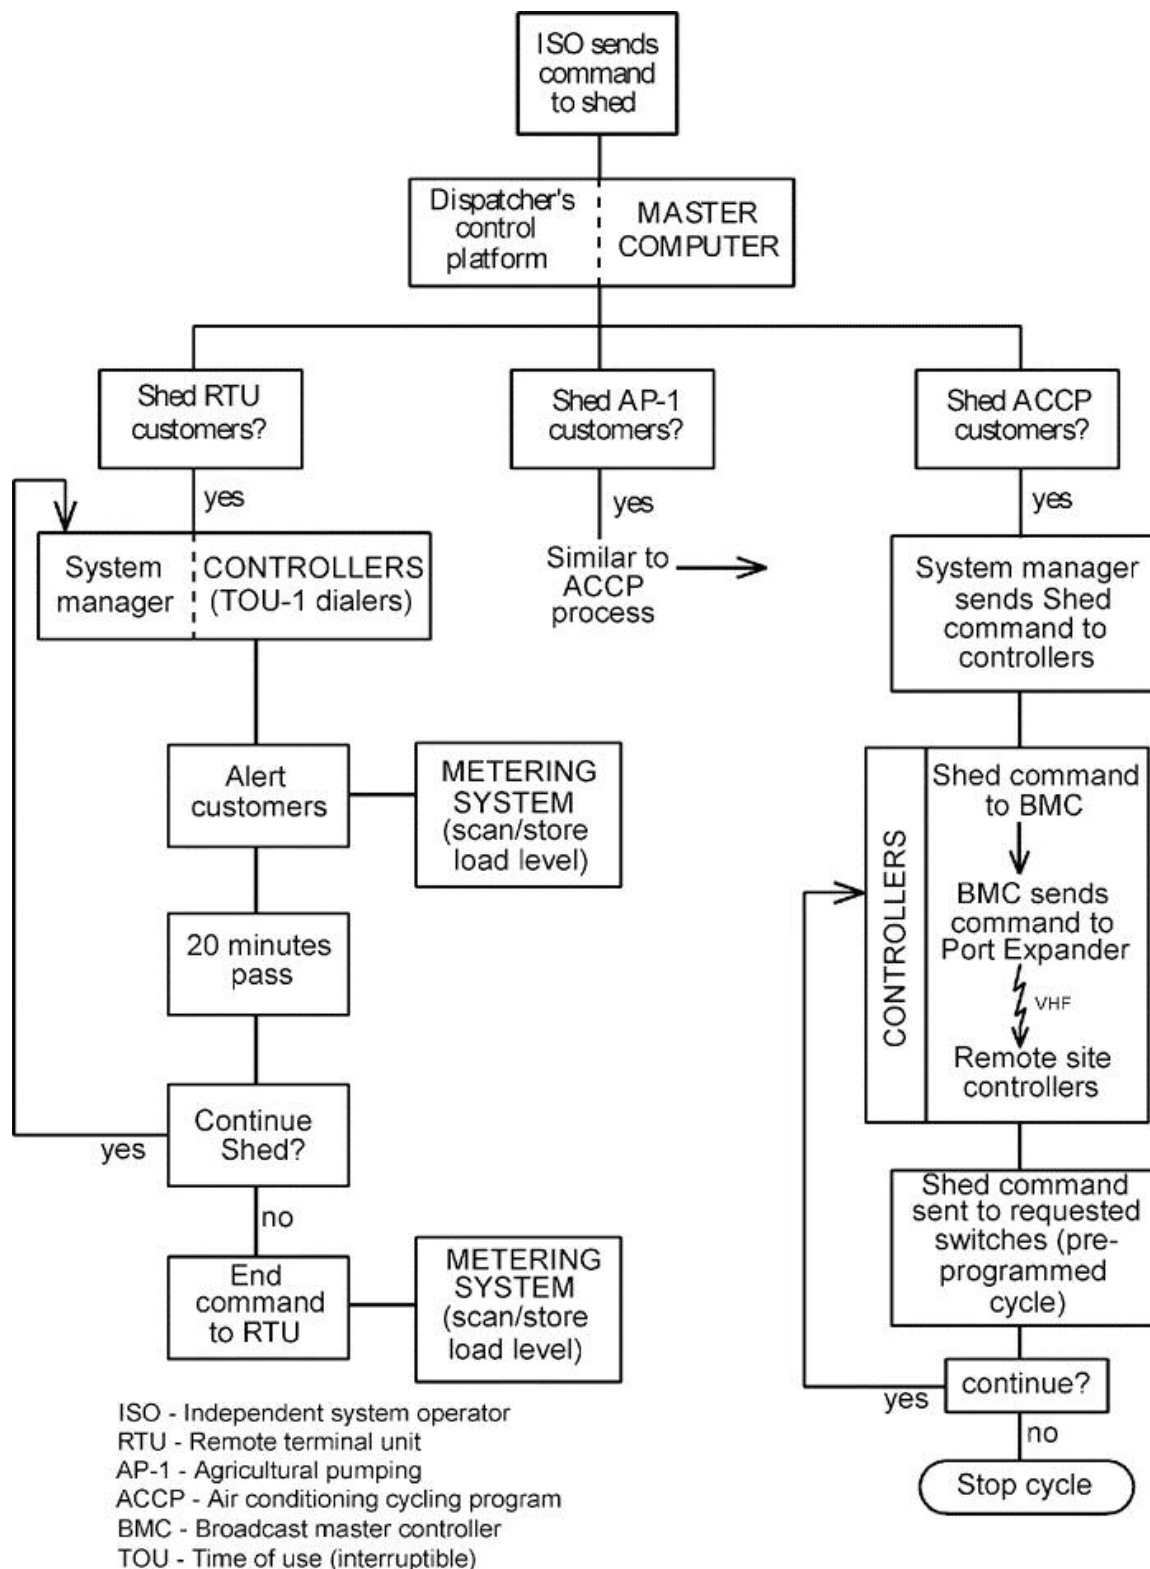 ISO sends
command
to shed
Dispatcher's
control
platform
MASTER
COMPUTER
Shed RTU
customers?
Shed AP-1
customers?
Shed ACCP
customers?
yes
yes
yes
System
manager
CONTROLLERS
(TOU-1 dialers)
Similar to
ACCP
process
System manager
sends Shed
command to
controllers
Alert
customers
METERING
SYSTEM
(scan/store
load level)
20 minutes
pass
Continue
Shed?
yes
no
End
command
to RTU
METERING
SYSTEM
(scan/store
load level)
CONTROLLERS
Shed command
to BMC
BMC sends
command to
Port Expander
VHF
Remote site
controllers
Shed command
sent to requested
switches (pre-
programmed
cycle)
continue?
yes
no
Stop cycle
ISO - Independent system operator
RTU - Remote terminal unit
AP-1 - Agricultural pumping
ACCP - Air conditioning cycling program
BMC - Broadcast master controller
TOU - Time of use (interruptible)